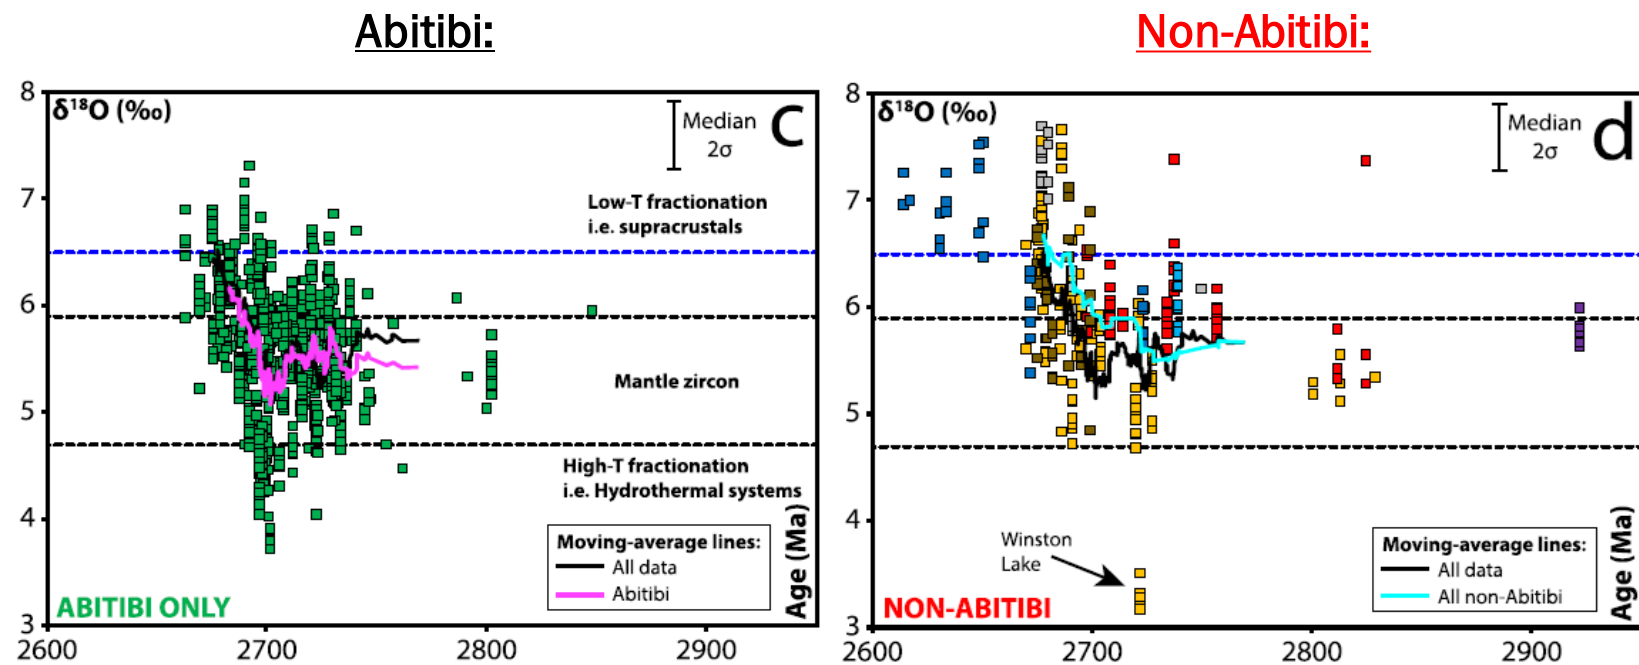 Abitibi:
Non-Abitibi:
8
7
6
5
4
3
δ¹⁸O (‰)
Median
2σ
c
Low-T fractionation
i.e. supracrustals
Mantle zircon
High-T fractionation
i.e. Hydrothermal systems
Moving-average lines:
All data
Abitibi
ABITIBI ONLY
Age (Ma)
2600
2700
2800
2900
8
7
6
5
4
3
δ¹⁸O (‰)
Median
2σ
d
Winston
Lake
Moving-average lines:
All data
All non-Abitibi
NON-ABITIBI
Age (Ma)
2600
2700
2800
2900